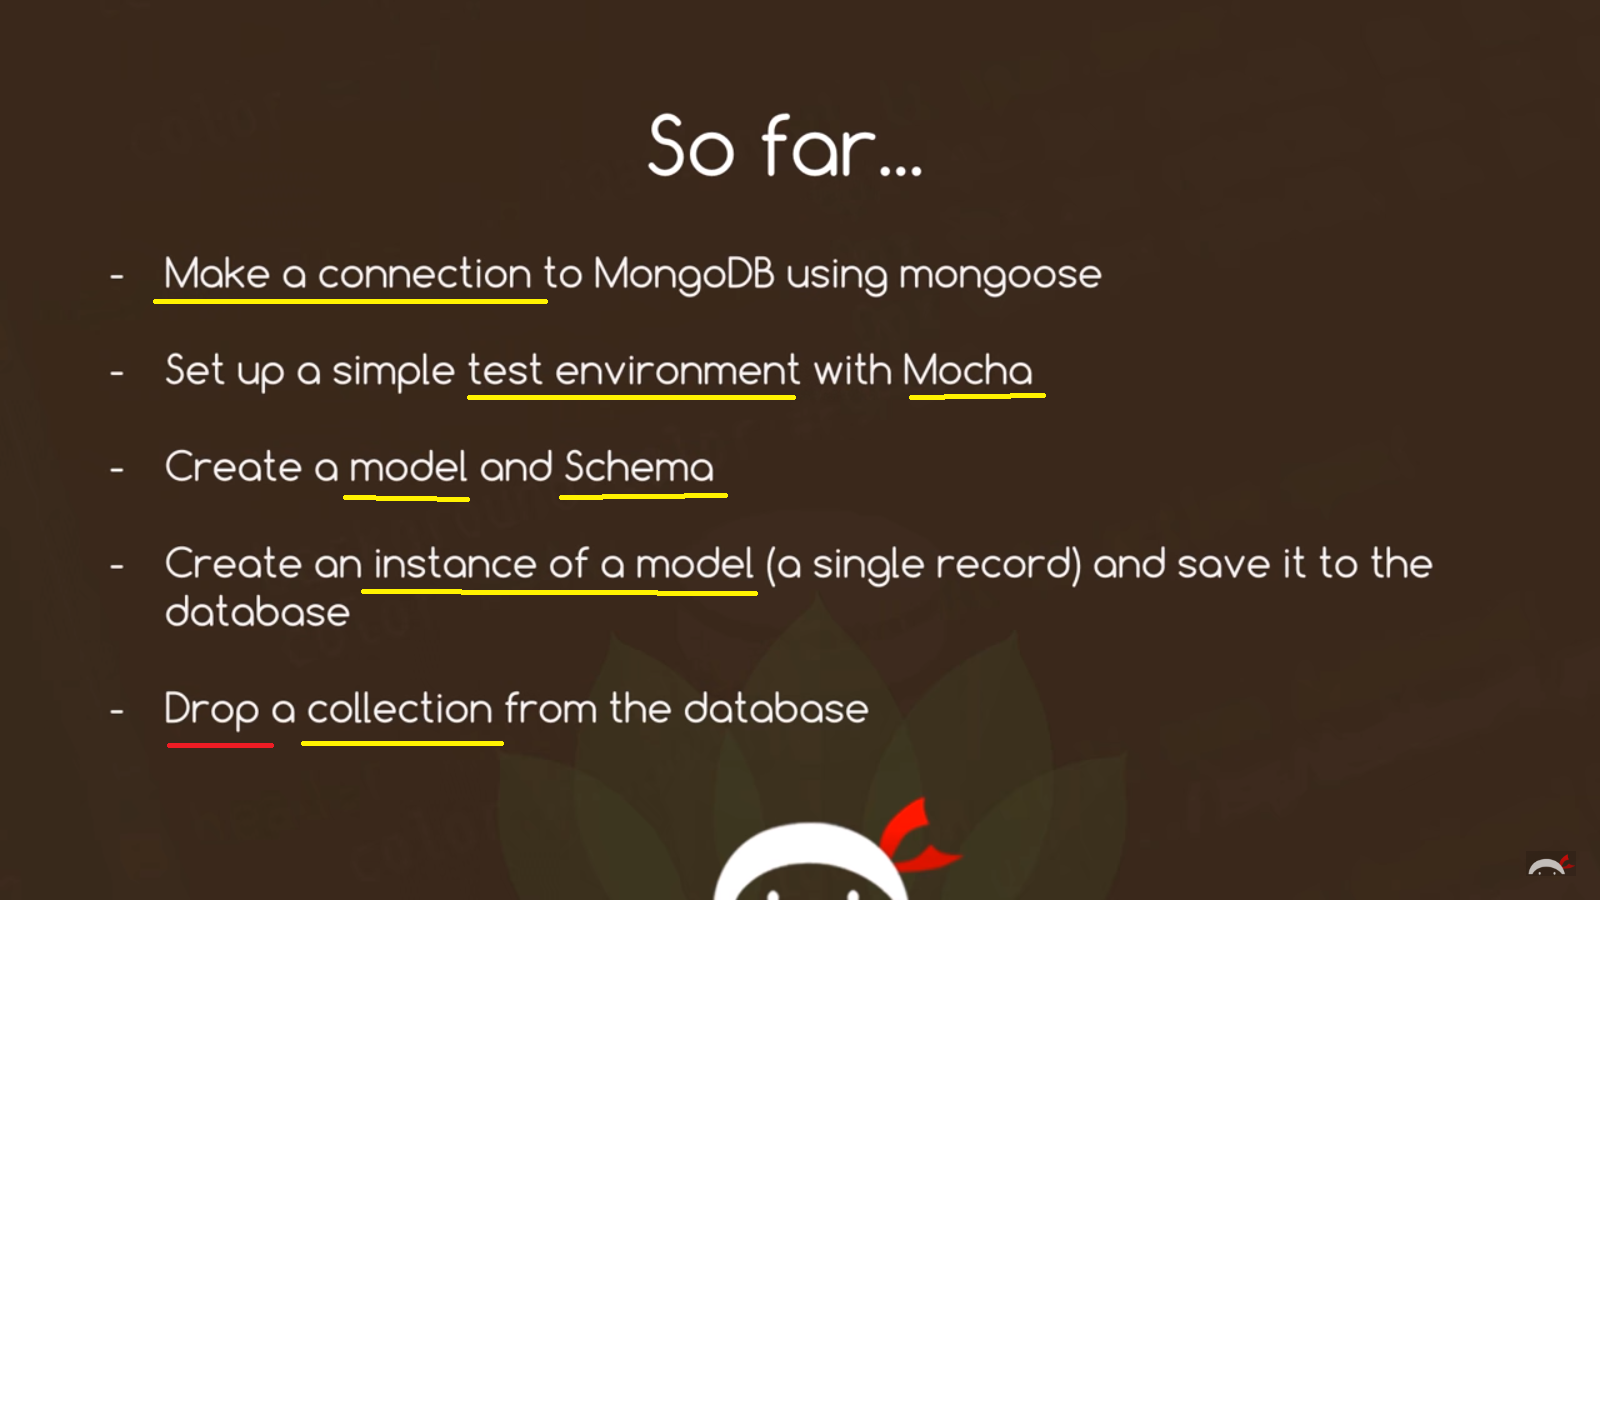 So far...
- Make a connection to MongoDB using mongoose
- Set up a simple test environment with Mocha
- Create a model and Schema
- Create an instance of a model (a single record) and save it to the
database
- Drop a collection from the database